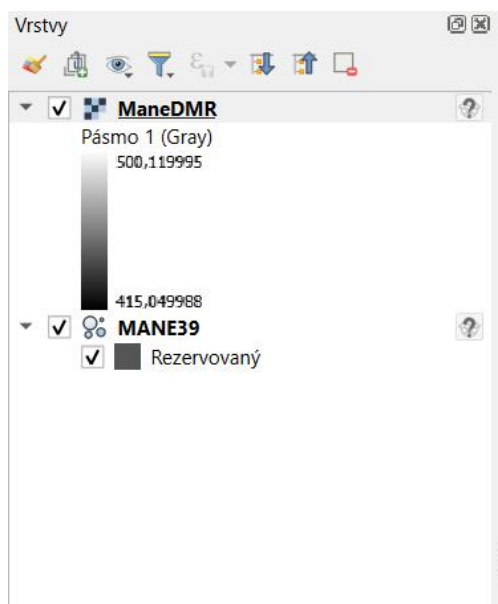 Vrstvy
ManeDMR
Pásmo 1 (Gray)
500,119995
415,049988
MANE39
Rezervovaný